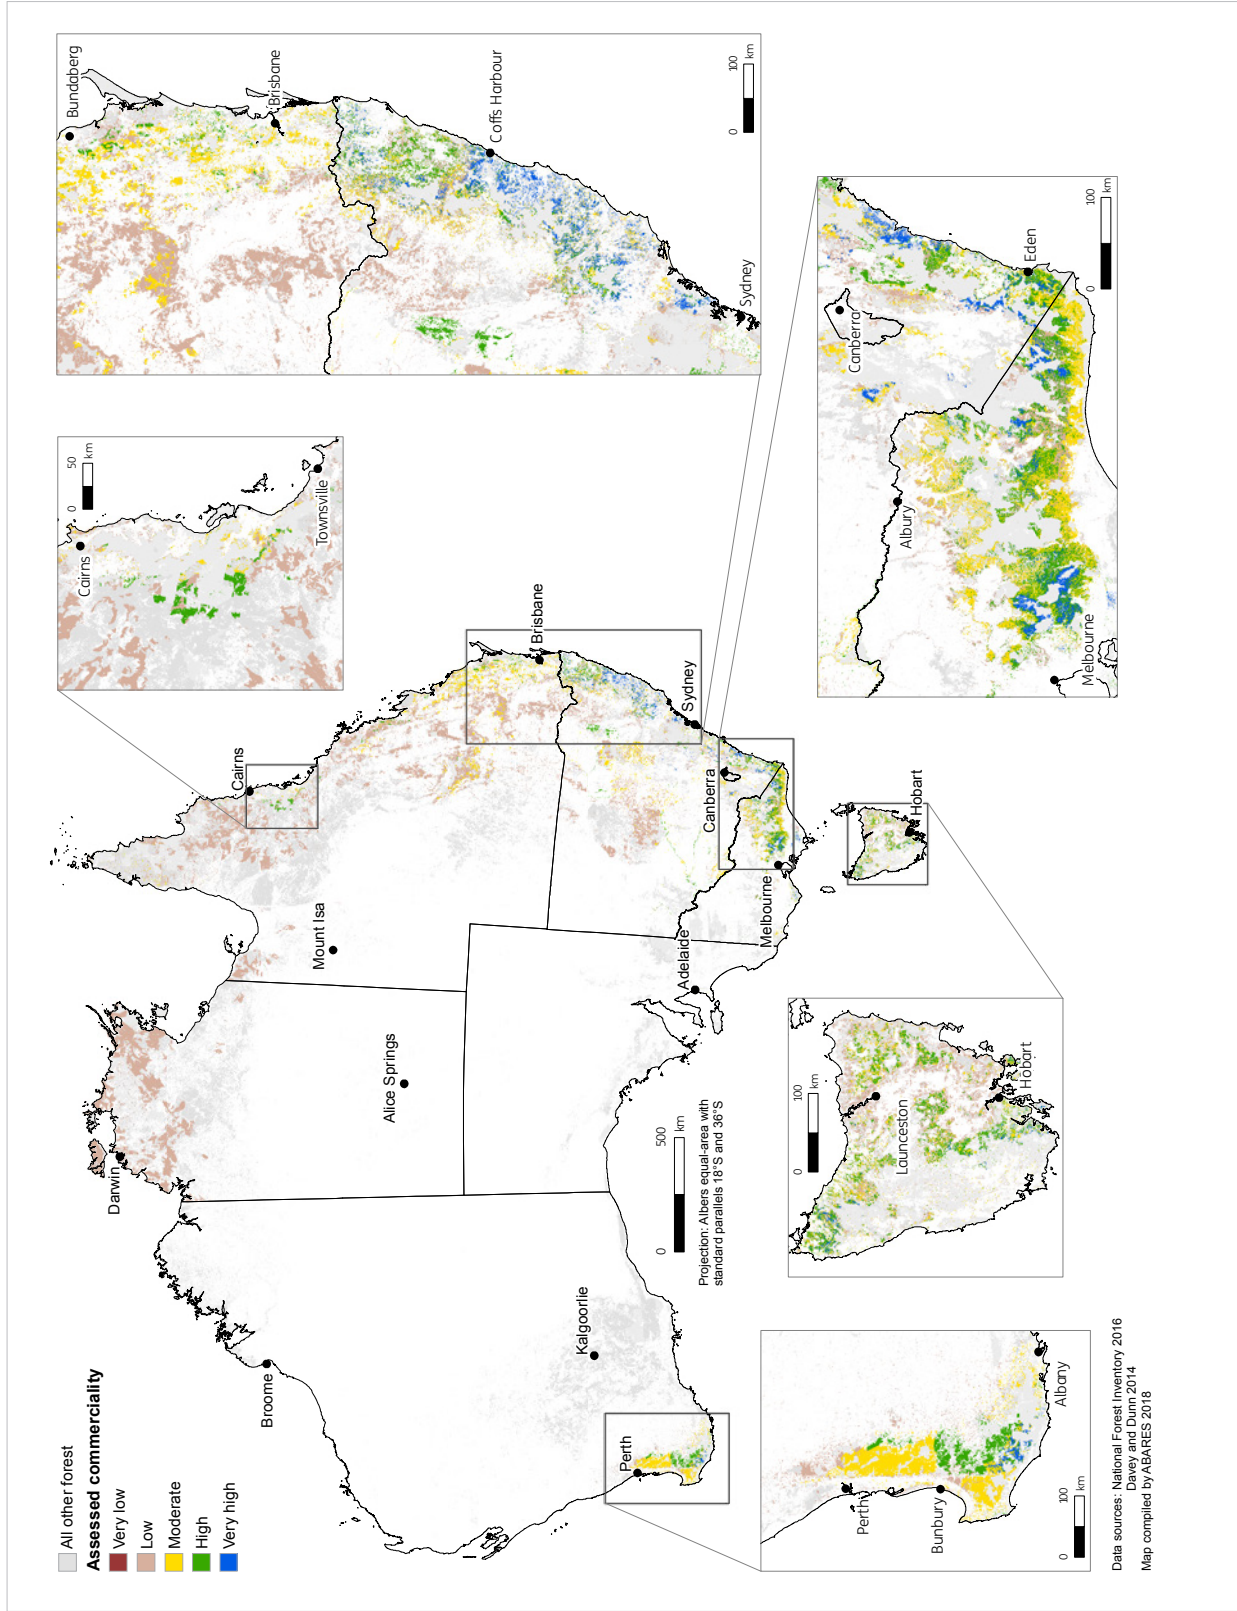 All other forest
Assessed commerciality
Very low
Low
Moderate
High
Very high
Broome
Darwin
Kalgoorlie
Perth
Alice Springs
Mount Isa
Cairns
Brisbane
Sydney
Canberra
Melbourne
Adelaide
Hobart
0 500
km
Projection: Albers equal-area with
standard parallels 18°S and 36°S
Cairns
Townsville
0 50
km
Bundaberg
Brisbane
Coffs Harbour
Sydney
0 100
km
Canberra
Eden
Albury
Melbourne
0 100
km
Launceston
Hobart
0 100
km
Perth
Bunbury
Albany
0 100
km
Data sources: National Forest Inventory 2016
Davey and Dunn 2014
Map compiled by ABARES 2018